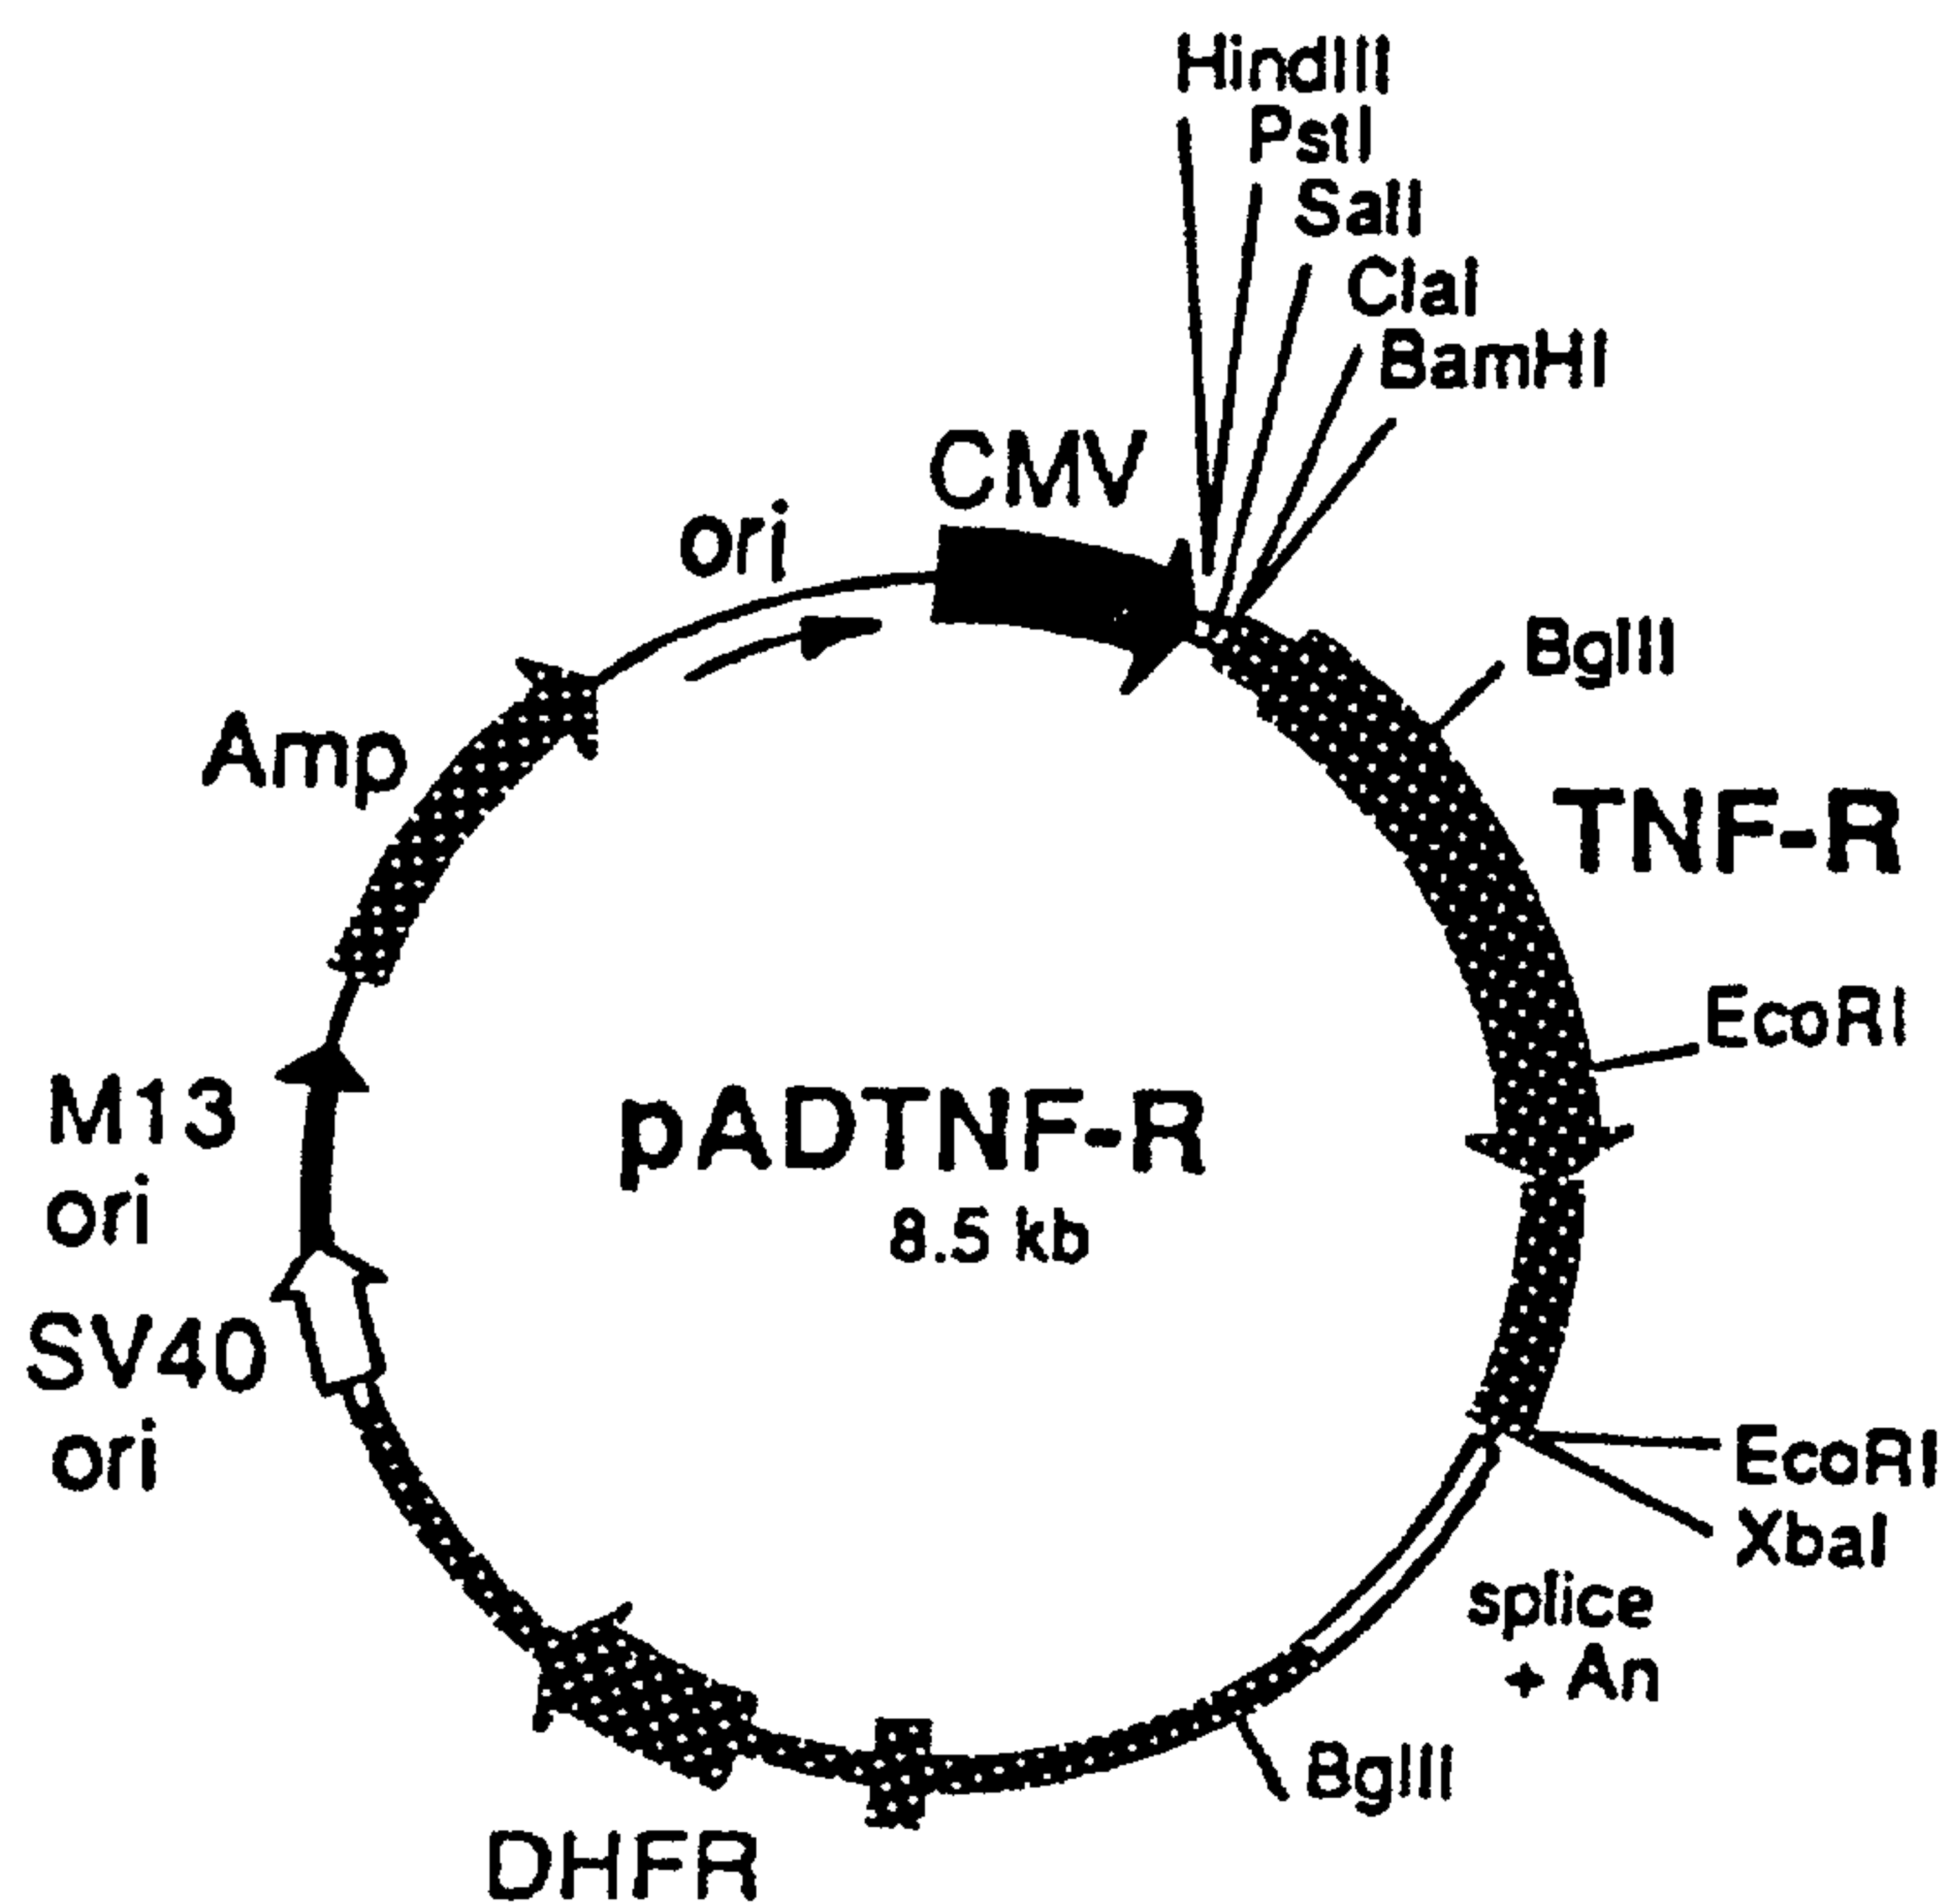 HindIII
PstI
SalI
ClaI
BamHI
CMV
ori
BglII
Amp
TNF-R
EcoRI
M13
ori
pADTNF-R
8.5 kb
SV40
ori
EcoRI
XbaI
splice
+ An
BglII
DHFR